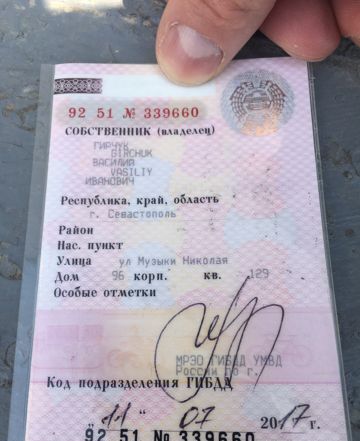 92 51 № 339660
СОБСТВЕННИК (владелец)
ГИРЧУК
GIRCHUK
ВАСИЛИЙ
VASILIY
ИВАНОВИЧ
Республика, край, область
г. Севастополь
Район
Нас. пункт
Улица ул Музыки Николая
Дом 96 корп. кв. 129
Особые отметки
МРЭО ГИБДД УМВД
России по г.
Код подразделения ГИБДД
"11" 07 2017 г.
92 51 № 339660